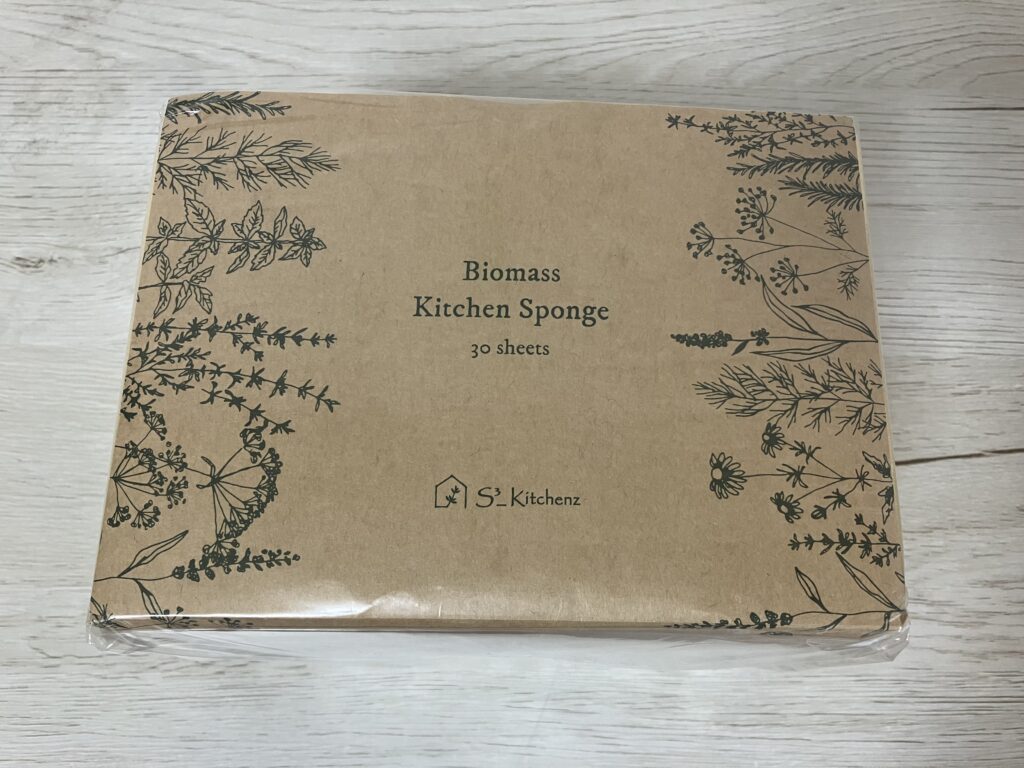 Biomass
Kitchen Sponge
30 sheets
S³_Kitchenz